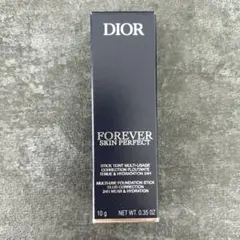 DIOR
FOREVER
SKIN PERFECT
STICK TEINT MULTI-USAGE
CORRECTION FLOUTANTE
TENUE & HYDRATATION 24H
MULTI-USE FOUNDATION STICK
BLUR CORRECTION
24H WEAR & HYDRATION
10 g NET WT. 0.35 OZ